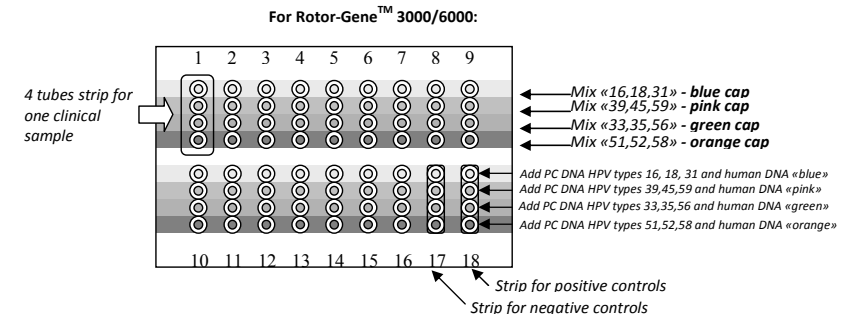 For Rotor-Gene™ 3000/6000:
1 2 3 4 5 6 7 8 9
4 tubes strip for
one clinical
sample
Mix «16,18,31» - blue cap
Mix «39,45,59» - pink cap
Mix «33,35,56» - green cap
Mix «51,52,58» - orange cap
Add PC DNA HPV types 16, 18, 31 and human DNA «blue»
Add PC DNA HPV types 39,45,59 and human DNA «pink»
Add PC DNA HPV types 33,35,56 and human DNA «green»
Add PC DNA HPV types 51,52,58 and human DNA «orange»
10 11 12 13 14 15 16 17 18
Strip for positive controls
Strip for negative controls